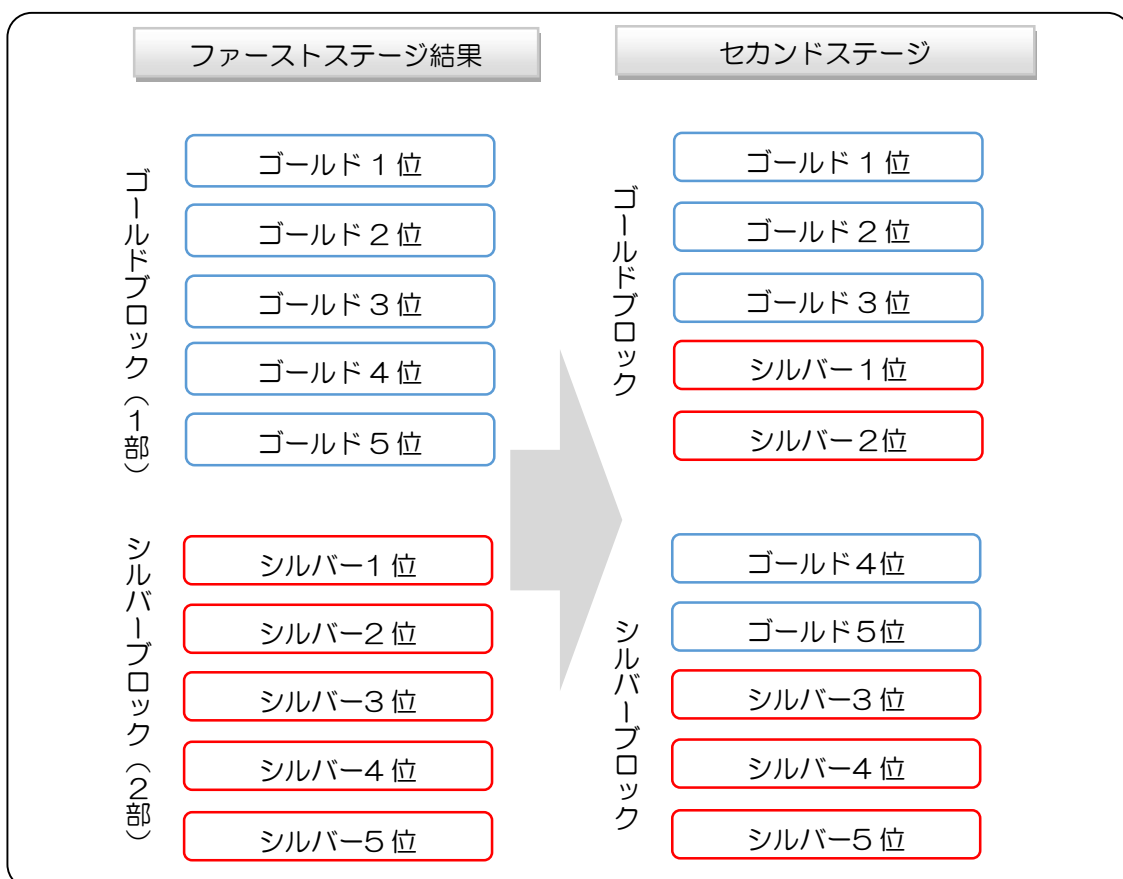 ファーストステージ結果
ゴールドブロック（1部）
ゴールド１位
ゴールド２位
ゴールド３位
ゴールド４位
ゴールド５位
シルバーブロック（2部）
シルバー1 位
シルバー2 位
シルバー3 位
シルバー4 位
シルバー5 位
セカンドステージ
ゴールドブロック
ゴールド１位
ゴールド２位
ゴールド３位
シルバー１位
シルバー２位
シルバーブロック
ゴールド４位
ゴールド５位
シルバー３位
シルバー４位
シルバー５位